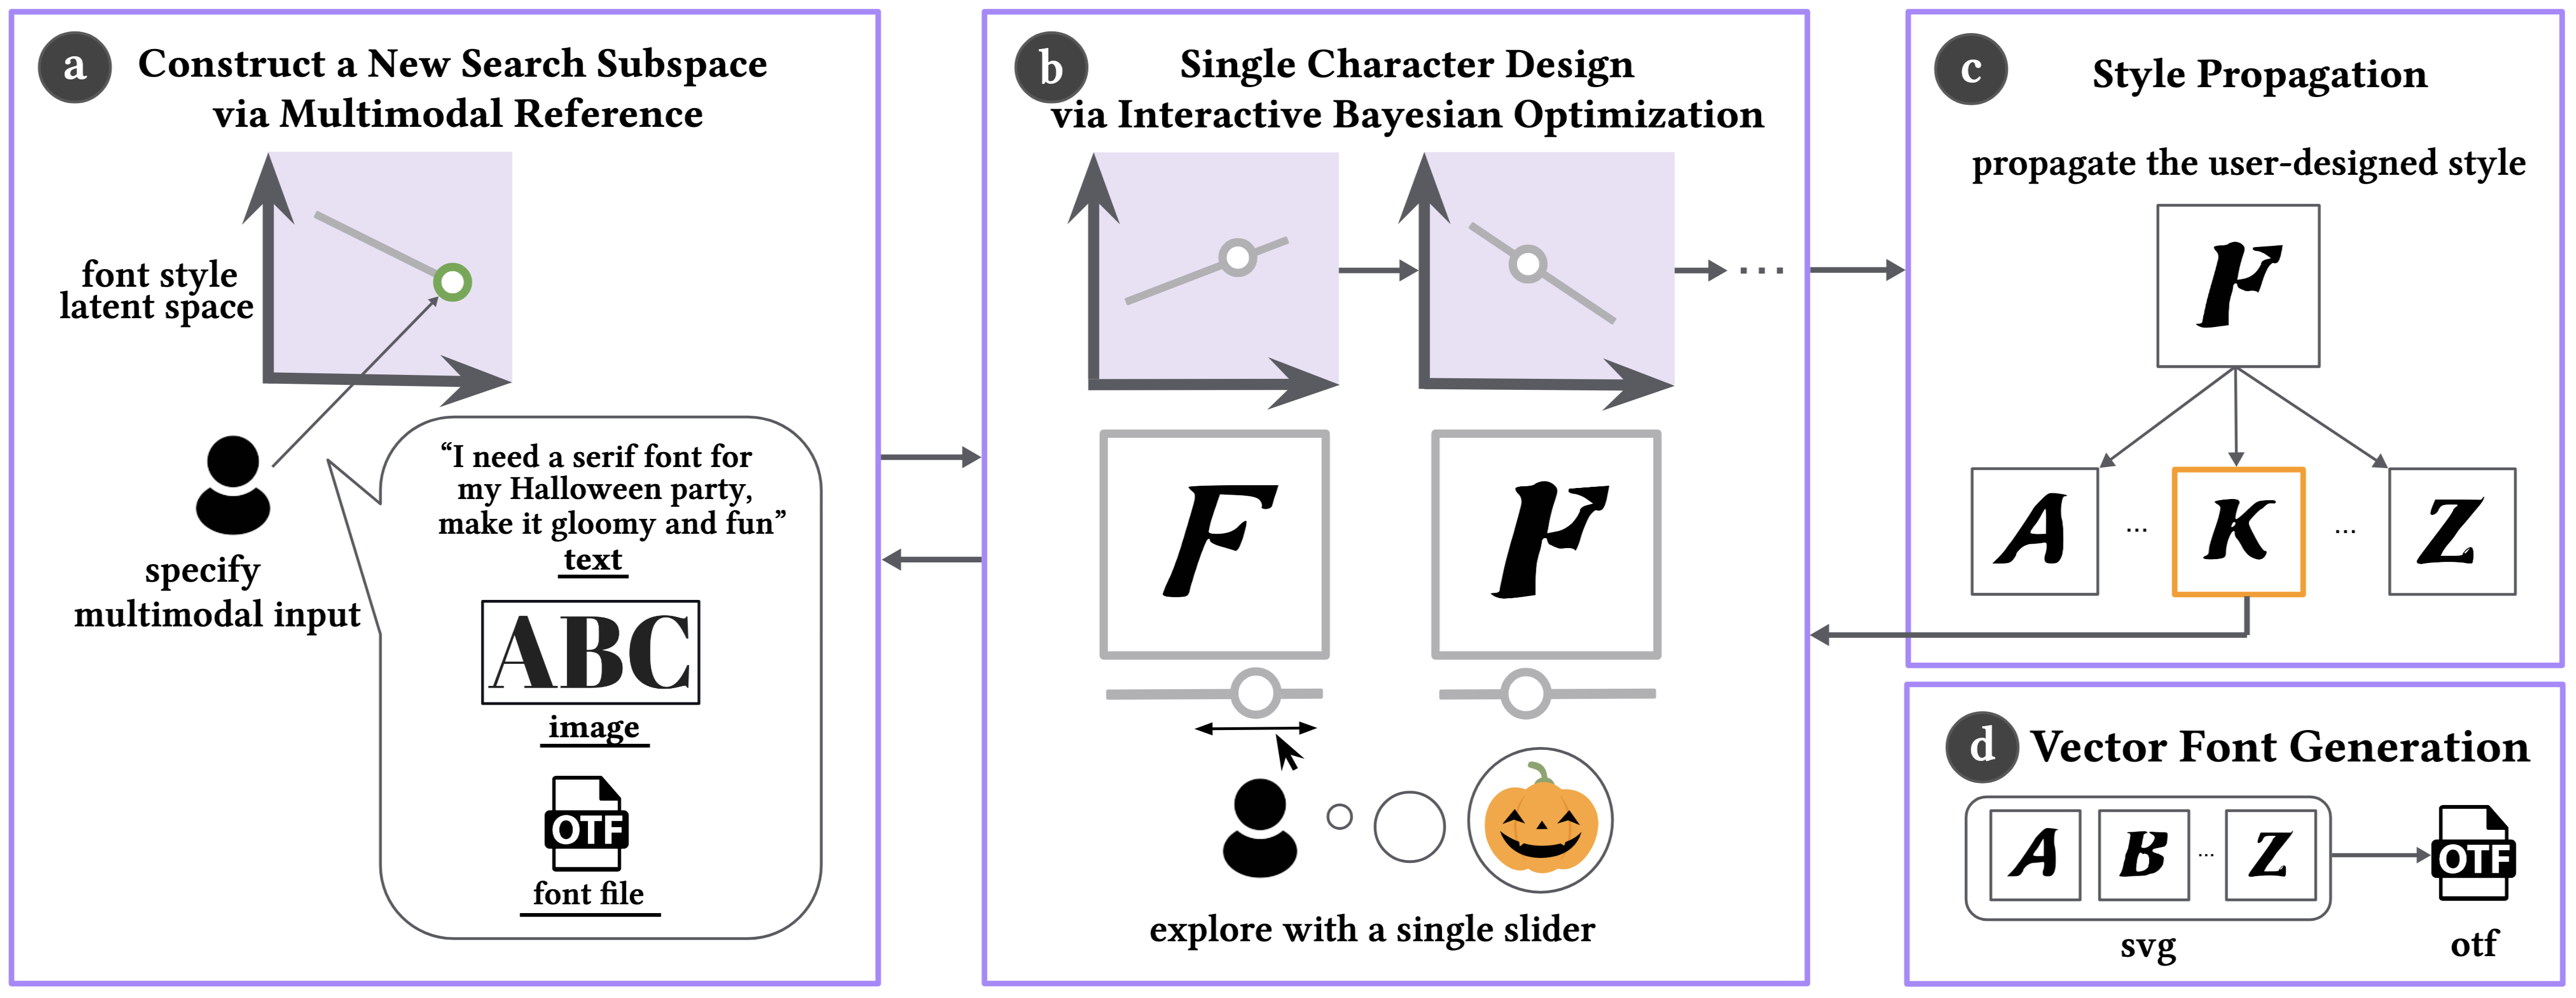 a
Construct a New Search Subspace
via Multimodal Reference
font style
latent space
specify
multimodal input
“I need a serif font for
my Halloween party,
make it gloomy and fun”
text
ABC
image
OTF
font file
b
Single Character Design
via Interactive Bayesian Optimization
...
F
F
explore with a single slider
c
Style Propagation
propagate the user-designed style
F
A ... K ... Z
d
Vector Font Generation
A B ... Z
OTF
svg
otf